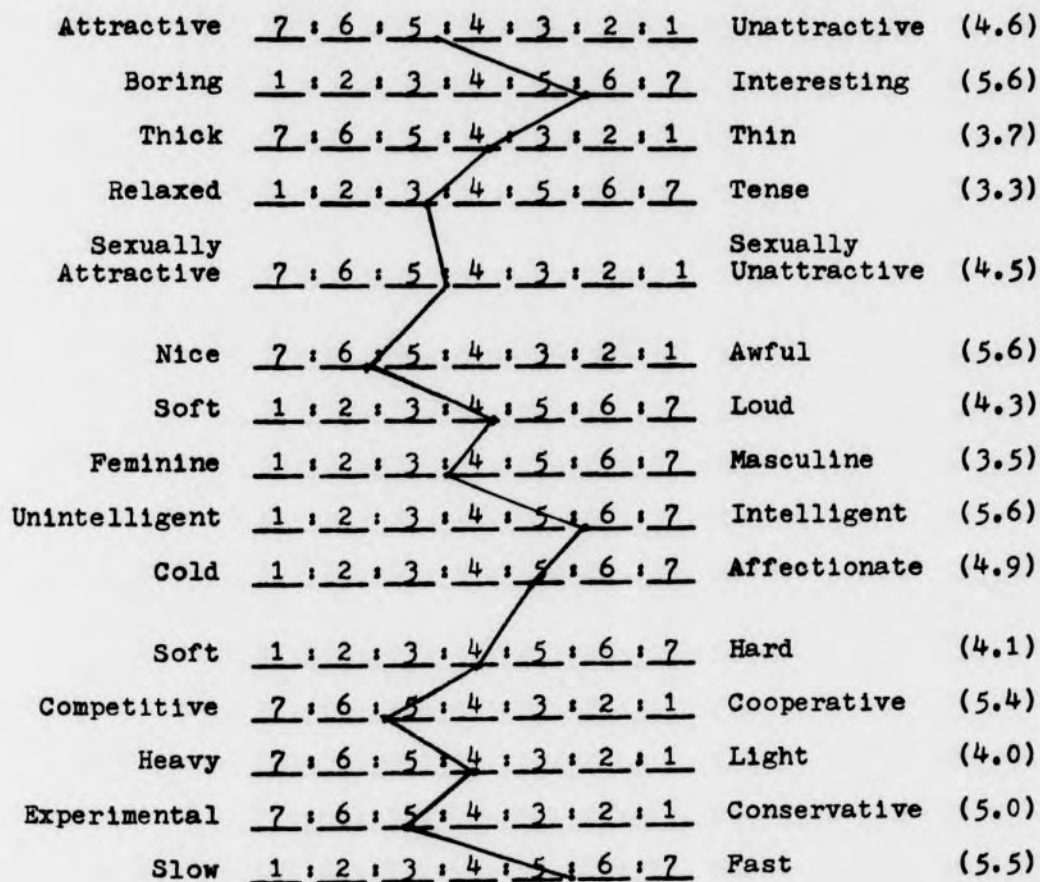 Attractive 7 : 6 : 5 : 4 : 3 : 2 : 1 Unattractive (4.6)
Boring 1 : 2 : 3 : 4 : 5 : 6 : 7 Interesting (5.6)
Thick 7 : 6 : 5 : 4 : 3 : 2 : 1 Thin (3.7)
Relaxed 1 : 2 : 3 : 4 : 5 : 6 : 7 Tense (3.3)
Sexually Sexually
Attractive 7 : 6 : 5 : 4 : 3 : 2 : 1 Unattractive (4.5)
Nice 7 : 6 : 5 : 4 : 3 : 2 : 1 Awful (5.6)
Soft 1 : 2 : 3 : 4 : 5 : 6 : 7 Loud (4.3)
Feminine 1 : 2 : 3 : 4 : 5 : 6 : 7 Masculine (3.5)
Unintelligent 1 : 2 : 3 : 4 : 5 : 6 : 7 Intelligent (5.6)
Cold 1 : 2 : 3 : 4 : 5 : 6 : 7 Affectionate (4.9)
Soft 1 : 2 : 3 : 4 : 5 : 6 : 7 Hard (4.1)
Competitive 7 : 6 : 5 : 4 : 3 : 2 : 1 Cooperative (5.4)
Heavy 7 : 6 : 5 : 4 : 3 : 2 : 1 Light (4.0)
Experimental 7 : 6 : 5 : 4 : 3 : 2 : 1 Conservative (5.0)
Slow 1 : 2 : 3 : 4 : 5 : 6 : 7 Fast (5.5)